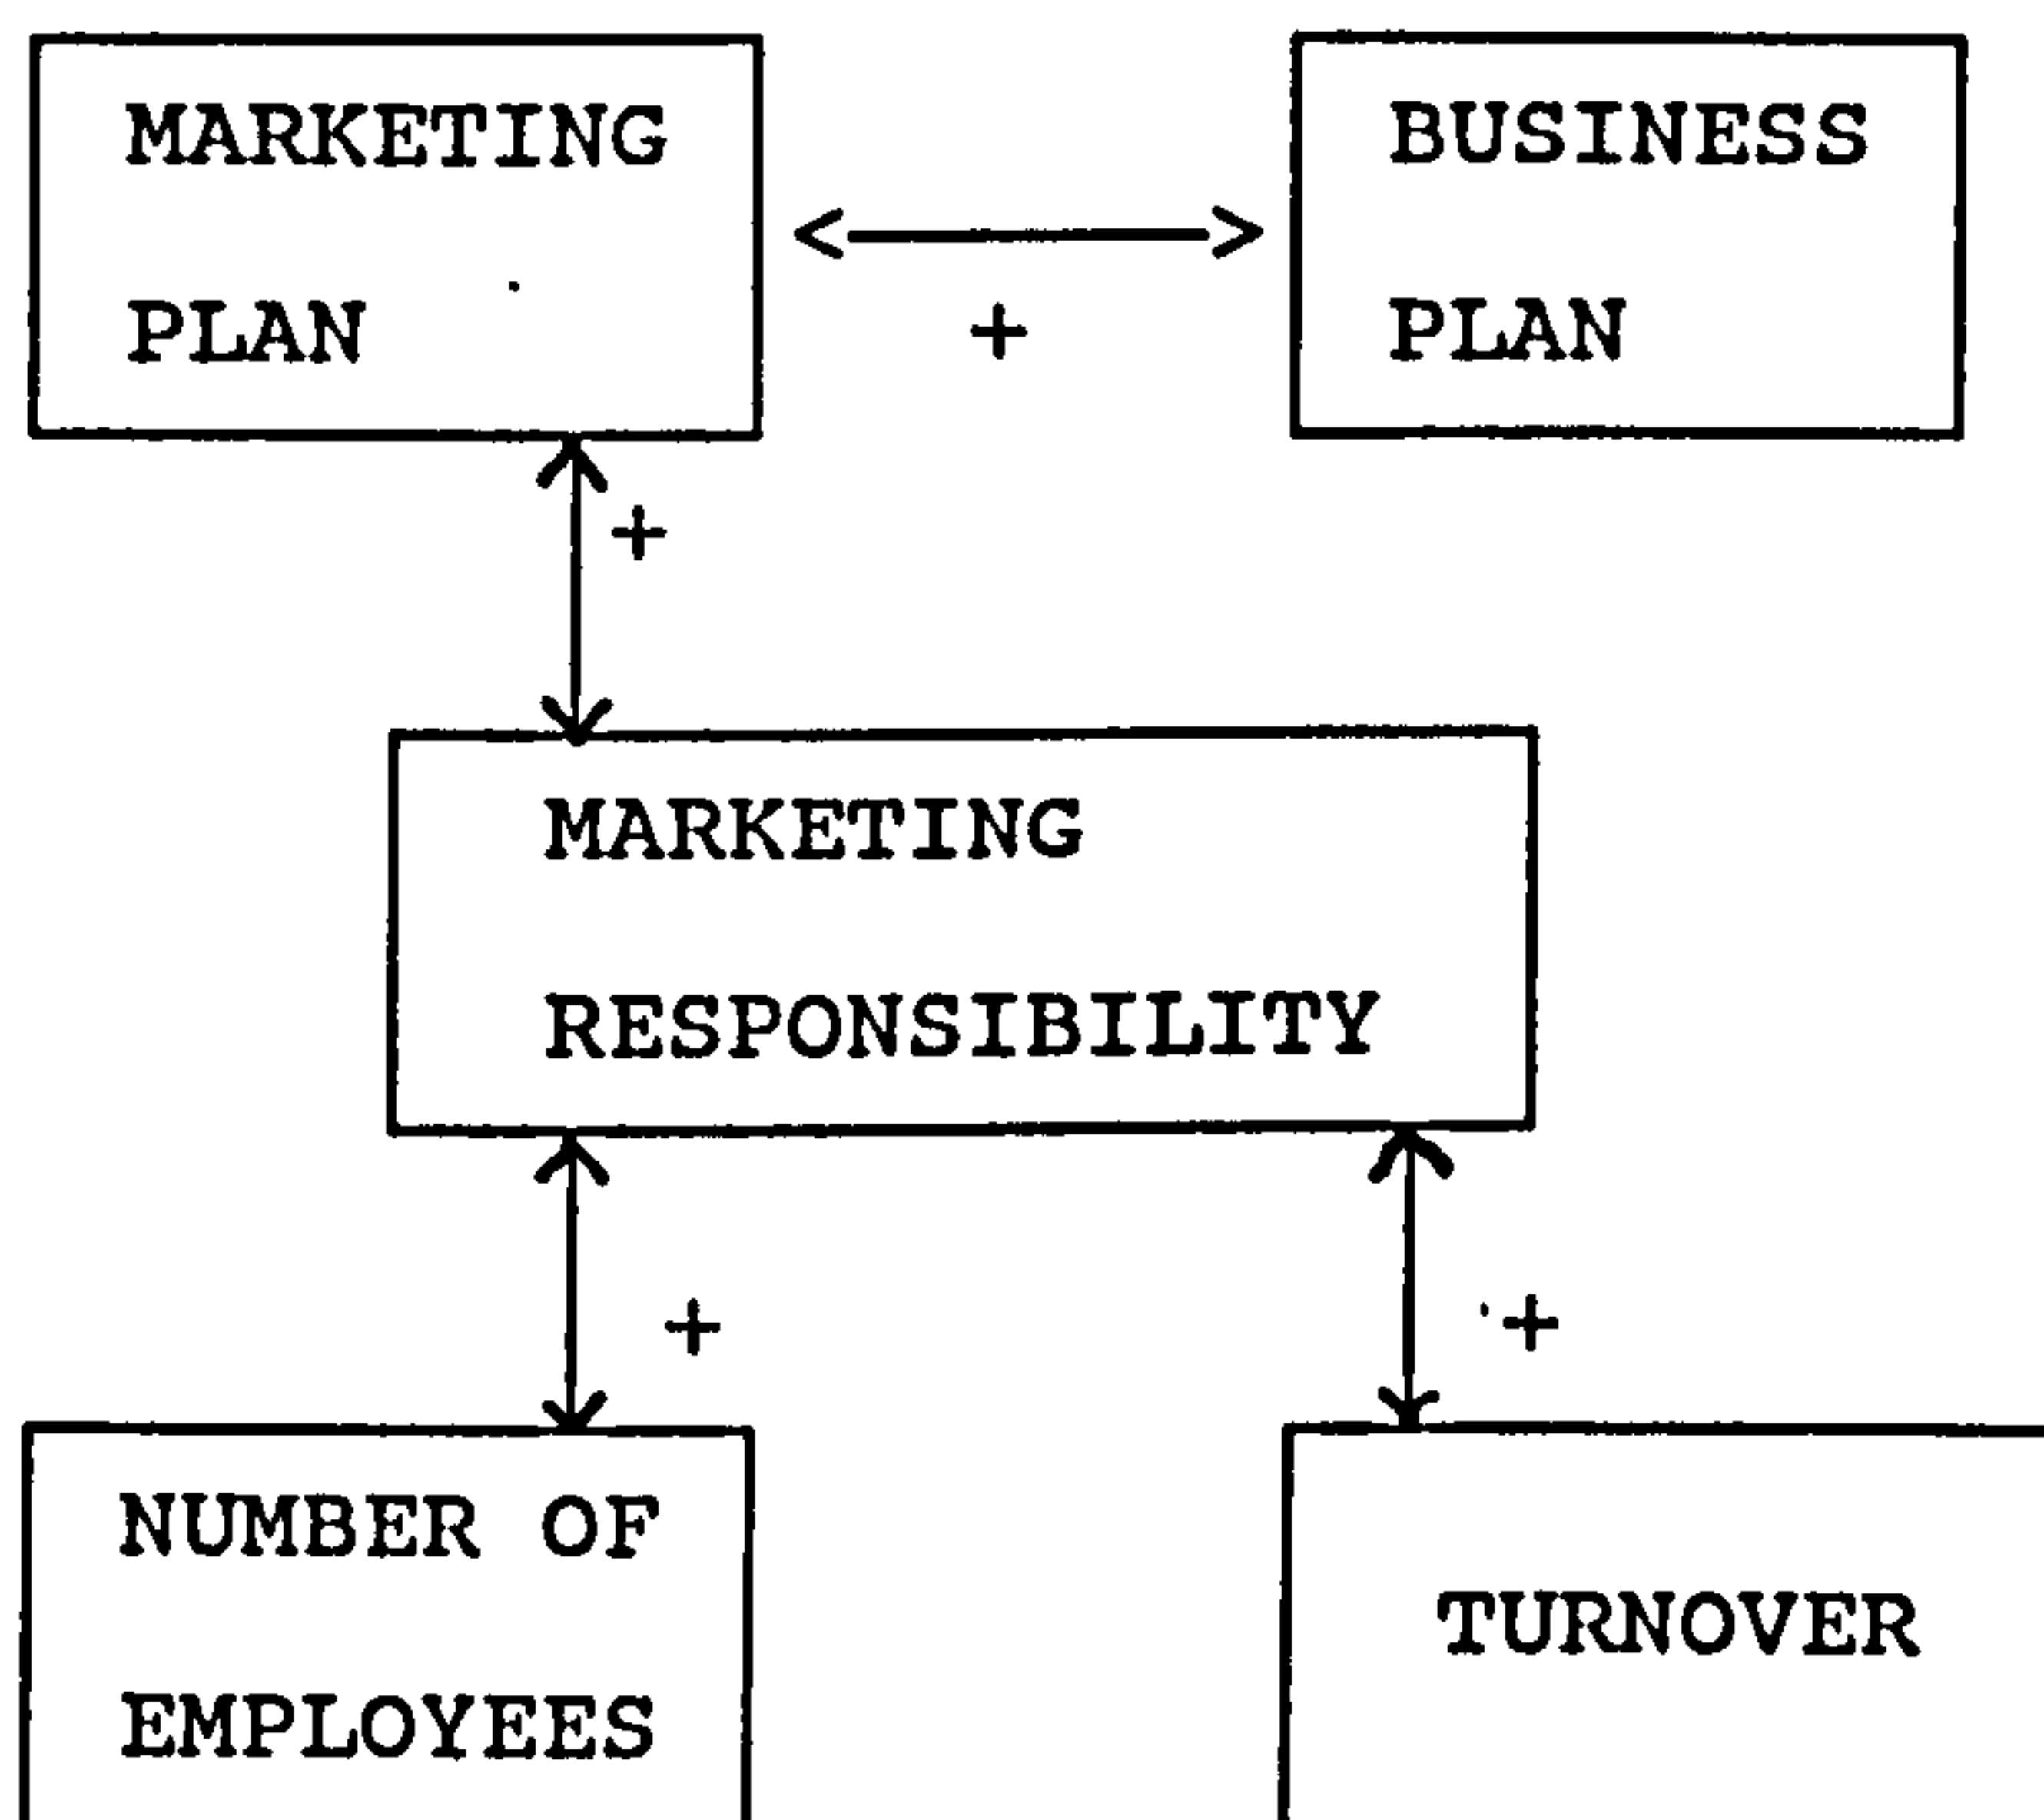 MARKETING
PLAN
BUSINESS
PLAN
+
+
MARKETING
RESPONSIBILITY
+
+
NUMBER OF
EMPLOYEES
TURNOVER